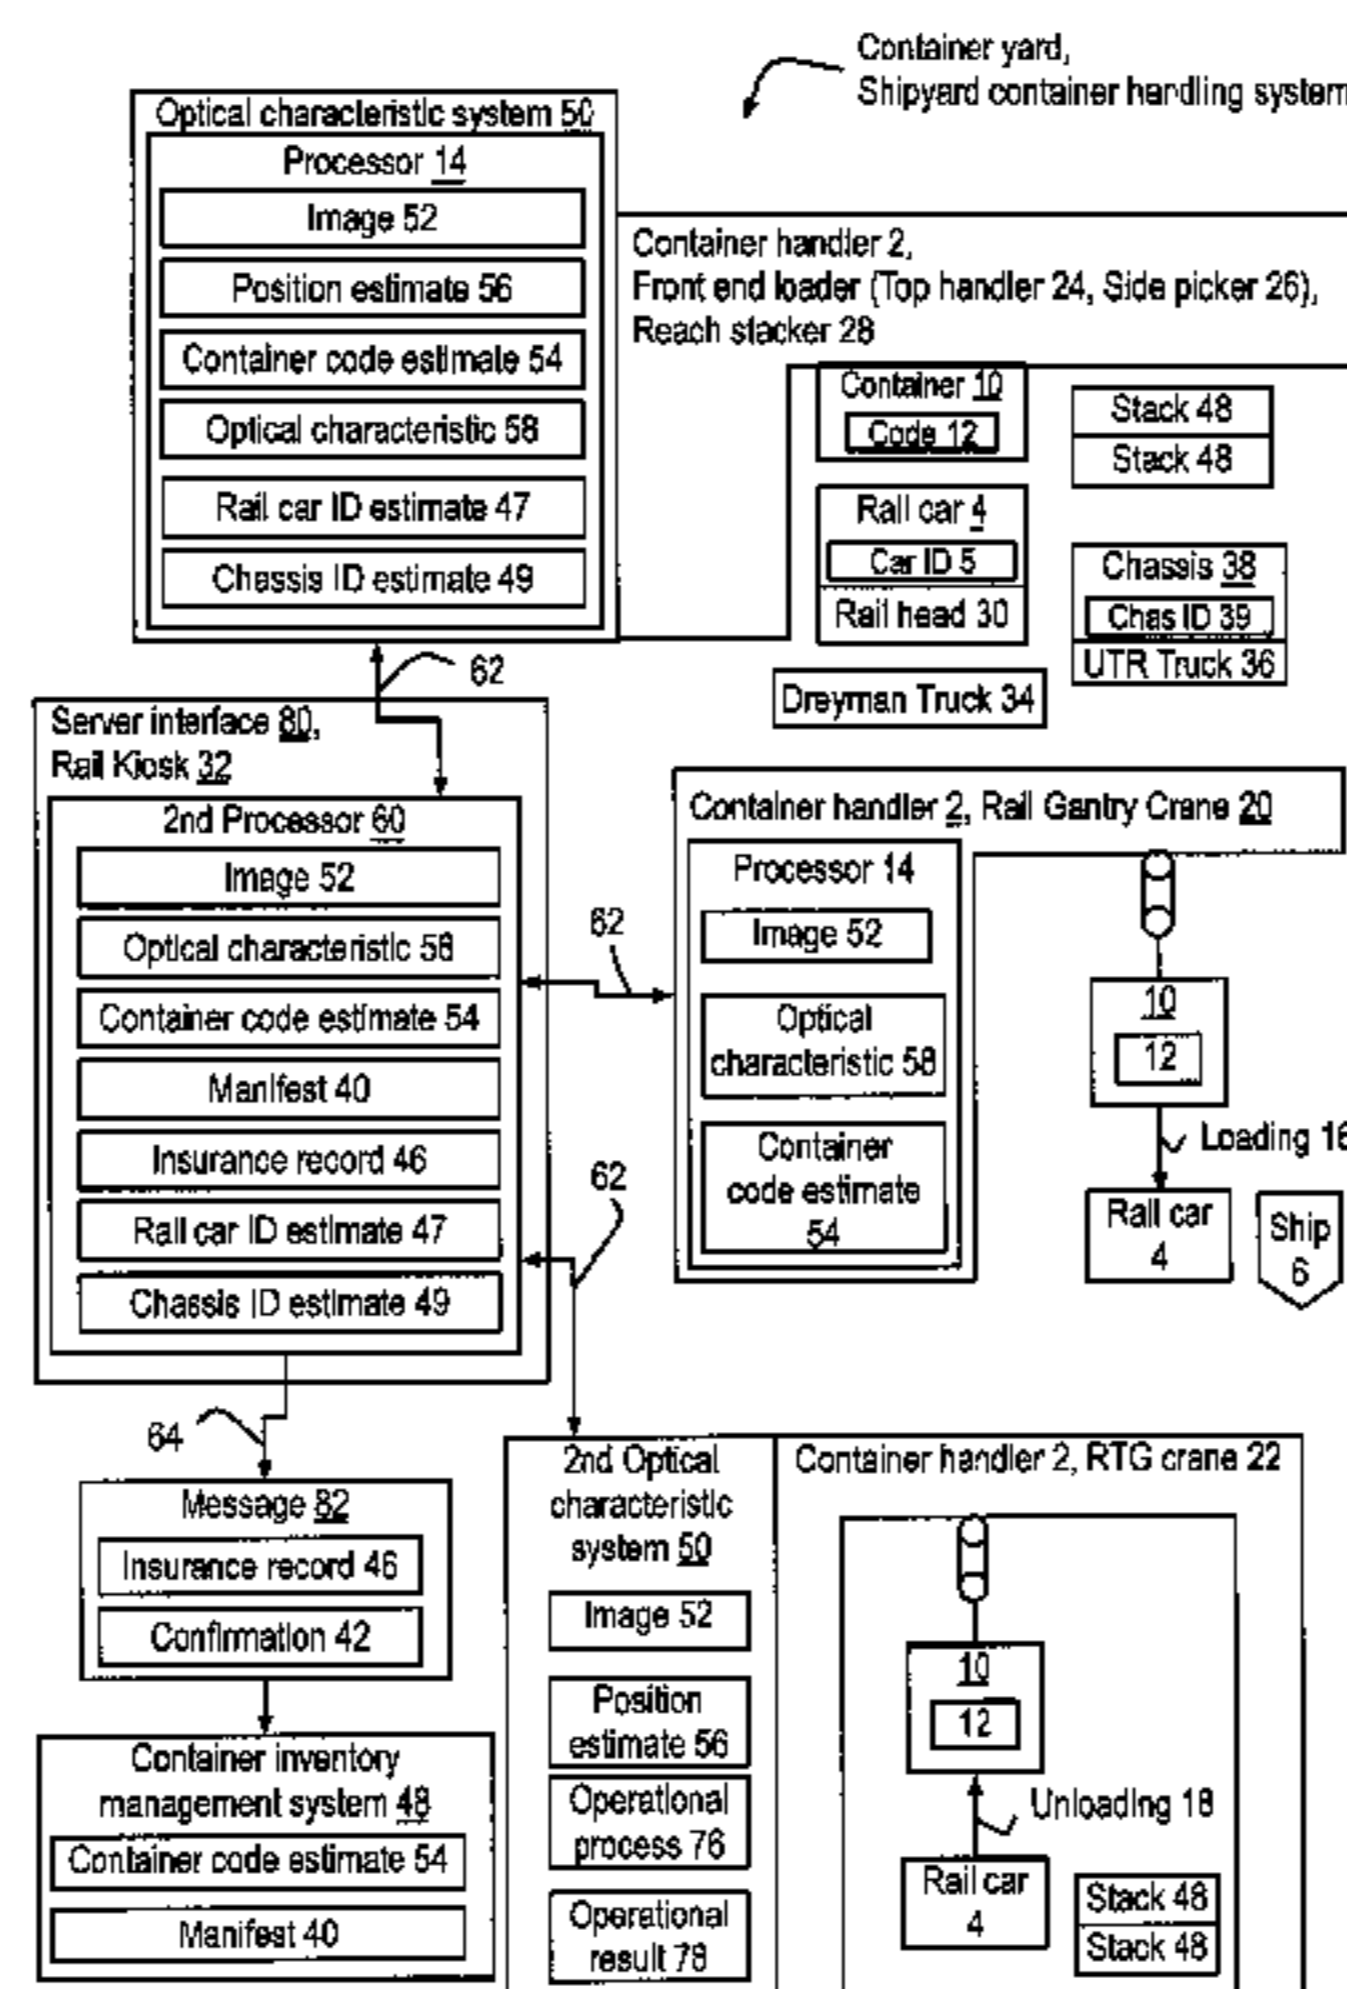 Container yard,
Shipyard container handling system
Optical characteristic system 50
Processor 14
Image 52
Position estimate 56
Container code estimate 54
Optical characteristic 58
Rail car ID estimate 47
Chassis ID estimate 49
Container handler 2,
Front end loader (Top handler 24, Side picker 26),
Reach stacker 28
Container 10
Code 12
Stack 48
Stack 48
Rail car 4
Car ID 5
Rail head 30
Chassis 38
Chas ID 39
UTR Truck 36
Dreyman Truck 34
62
Server interface 80,
Rail Kiosk 32
2nd Processor 60
Image 52
Optical characteristic 58
Container code estimate 54
Manifest 40
Insurance record 46
Rail car ID estimate 47
Chassis ID estimate 49
62
62
Container handler 2, Rail Gantry Crane 20
Processor 14
Image 52
Optical
characteristic 58
Container
code estimate
54
10
12
Loading 16
Rail car
4
Ship
6
64
Message 82
Insurance record 46
Confirmation 42
Container inventory
management system 48
Container code estimate 54
Manifest 40
2nd Optical
characteristic
system 50
Image 52
Position
estimate 56
Operational
process 76
Operational
result 78
Container handler 2, RTG crane 22
10
12
Unloading 18
Rail car
4
Stack 48
Stack 48